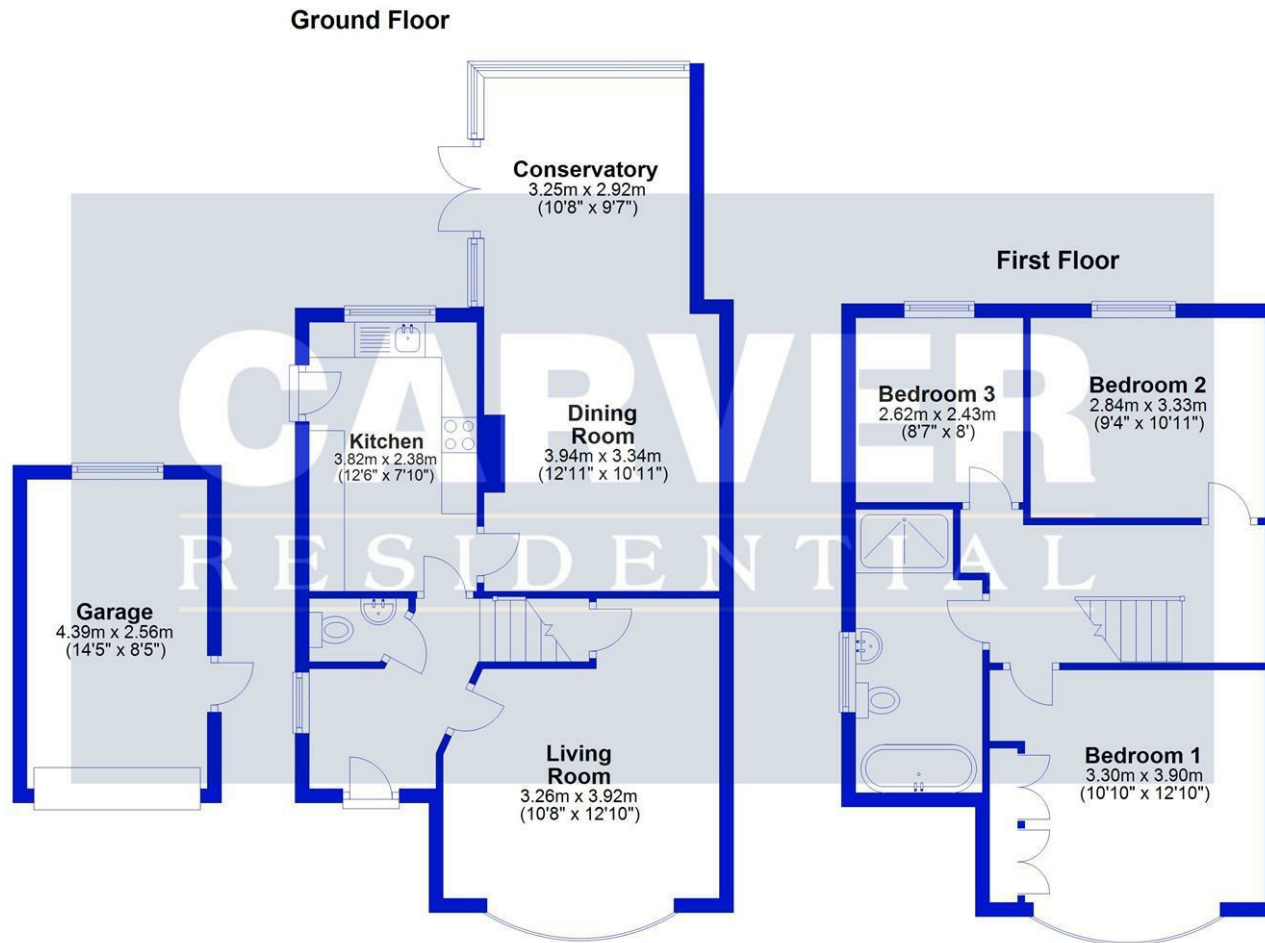 Ground Floor
Conservatory
3.25m x 2.92m
(10'8" x 9'7")
First Floor
CARVER
RESIDENTIAL
Kitchen
3.82m x 2.38m
(12'6" x 7'10")
Dining
Room
3.94m x 3.34m
(12'11" x 10'11")
Bedroom 3
2.62m x 2.43m
(8'7" x 8')
Bedroom 2
2.84m x 3.33m
(9'4" x 10'11")
Garage
4.39m x 2.56m
(14'5" x 8'5")
Living
Room
3.26m x 3.92m
(10'8" x 12'10")
Bedroom 1
3.30m x 3.90m
(10'10" x 12'10")